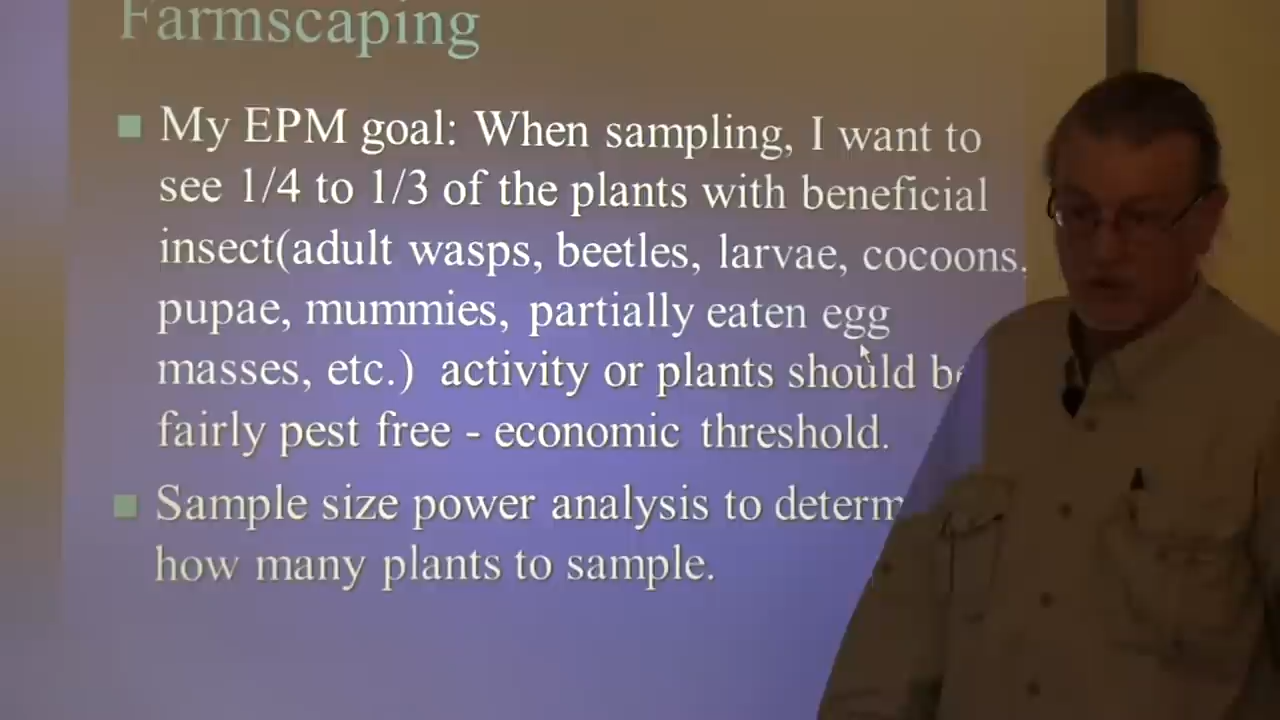 Farmscaping
My EPM goal: When sampling, I want to
see 1/4 to 1/3 of the plants with beneficial
insect(adult wasps, beetles, larvae, cocoons.
pupae, mummies, partially eaten egg
masses, etc.) activity or plants should be
fairly pest free - economic threshold.
Sample size power analysis to determ
how many plants to sample.